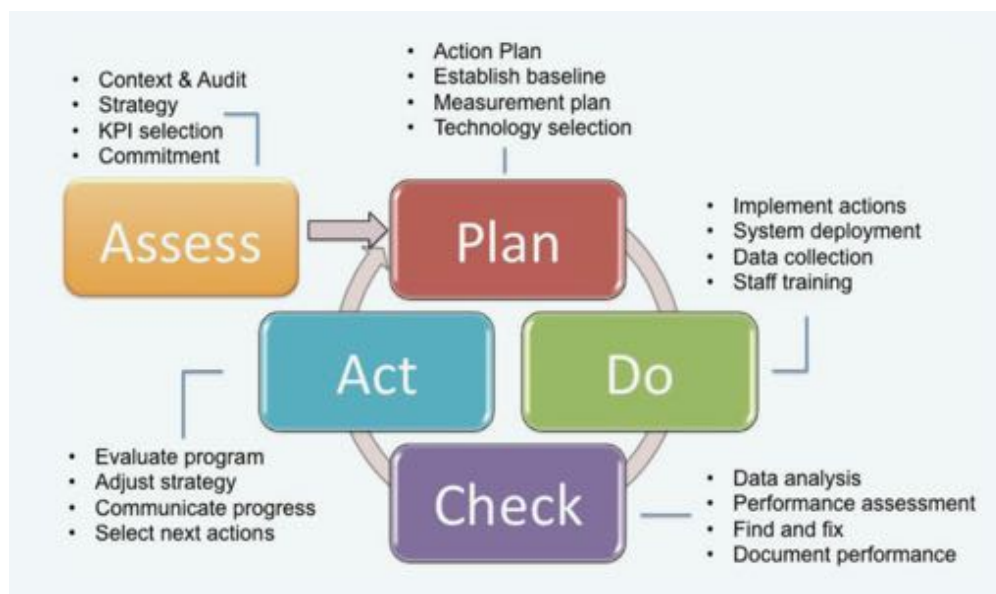 • Context & Audit
• Strategy
• KPI selection
• Commitment
• Action Plan
• Establish baseline
• Measurement plan
• Technology selection
Assess
Plan
• Implement actions
• System deployment
• Data collection
• Staff training
Act
Do
• Evaluate program
• Adjust strategy
• Communicate progress
• Select next actions
Check
• Data analysis
• Performance assessment
• Find and fix
• Document performance